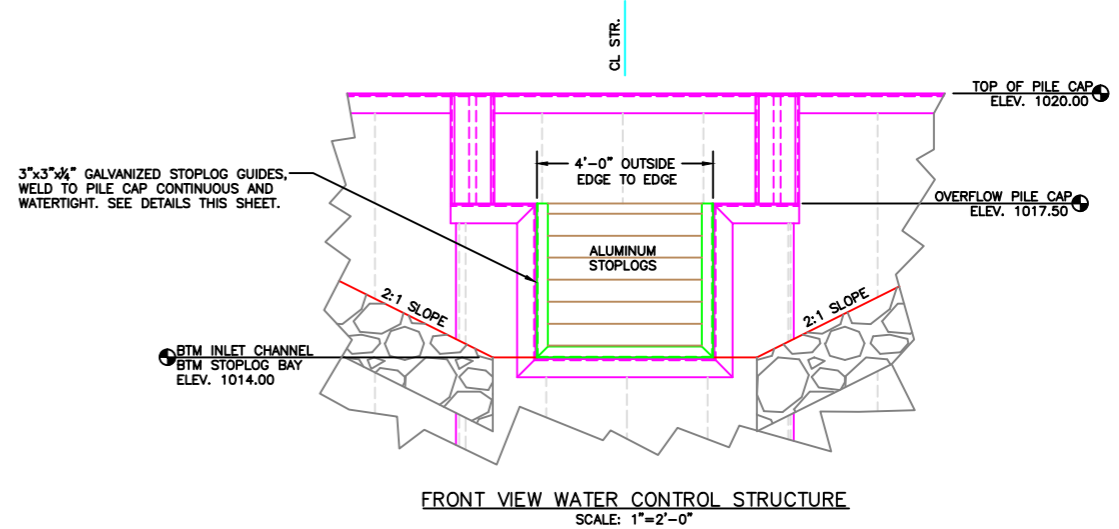 CL STR.
TOP OF PILE CAP
ELEV. 1020.00
4'-0" OUTSIDE
EDGE TO EDGE
3"x3"x¼" GALVANIZED STOPLOG GUIDES,
WELD TO PILE CAP CONTINUOUS AND
WATERTIGHT. SEE DETAILS THIS SHEET.
OVERFLOW PILE CAP
ELEV. 1017.50
ALUMINUM
STOPLOGS
2:1 SLOPE
2:1 SLOPE
BTM INLET CHANNEL
BTM STOPLOG BAY
ELEV. 1014.00
FRONT VIEW WATER CONTROL STRUCTURE
SCALE: 1"=2'-0"